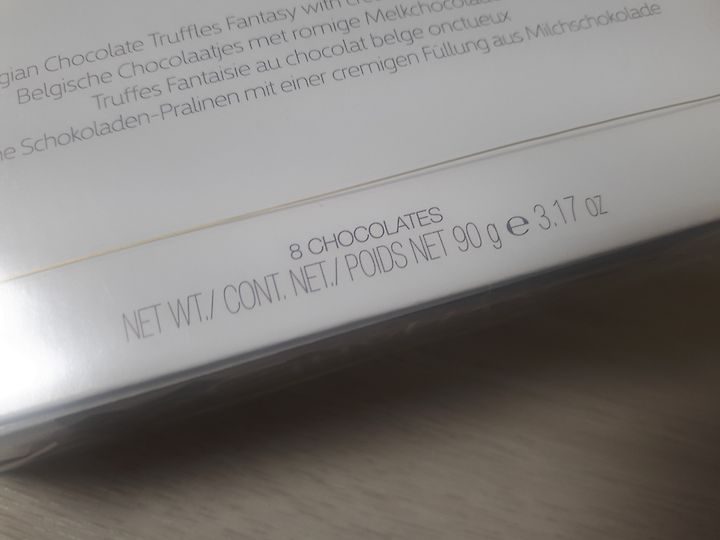 gian Chocolate Truffles Fantasy with
Belgische Chocolaatjes met romige
Truffes Fantaisie au chocolat belge onctueux
Schokoladen-Pralinen mit einer cremigen Füllung aus Milchschokolade
8 CHOCOLATES
NET WT./ CONT. NET./ POIDS NET 90 g e 3.17 oz